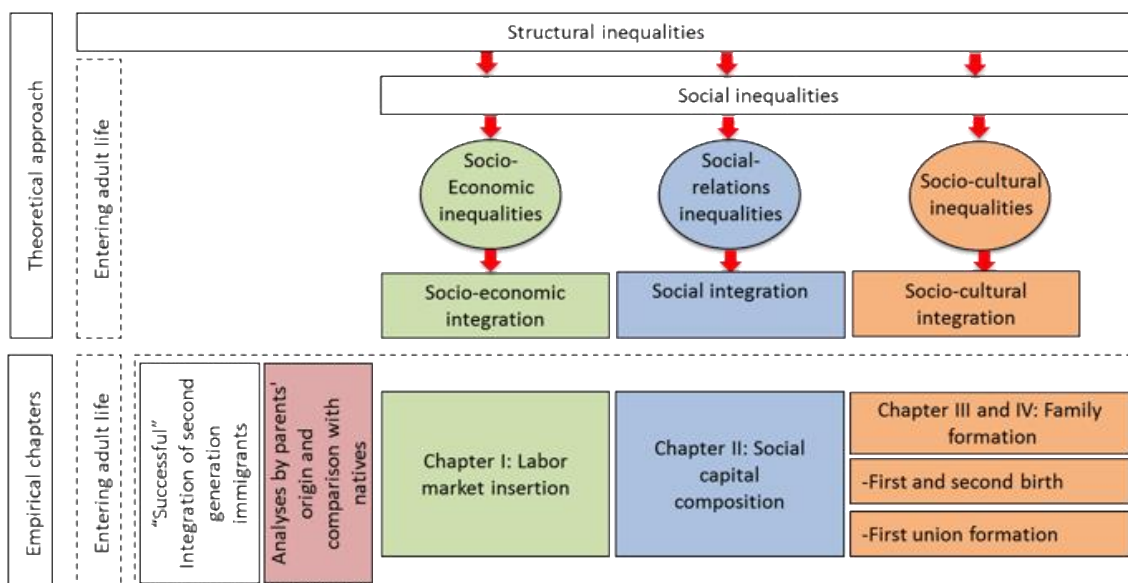 Theoretical approach
Entering adult life
Structural inequalities
Social inequalities
Socio-
Economic
inequalities
Social-
relations
inequalities
Socio-cultural
inequalities
Socio-economic
integration
Social integration
Socio-cultural
integration
Empirical chapters
Entering adult life
“Successful”
Integration of second
generation
immigrants
Analyses by parents'
origin and
comparison with
natives
Chapter I: Labor
market insertion
Chapter II: Social
capital
composition
Chapter III and IV: Family
formation
-First and second birth
-First union formation